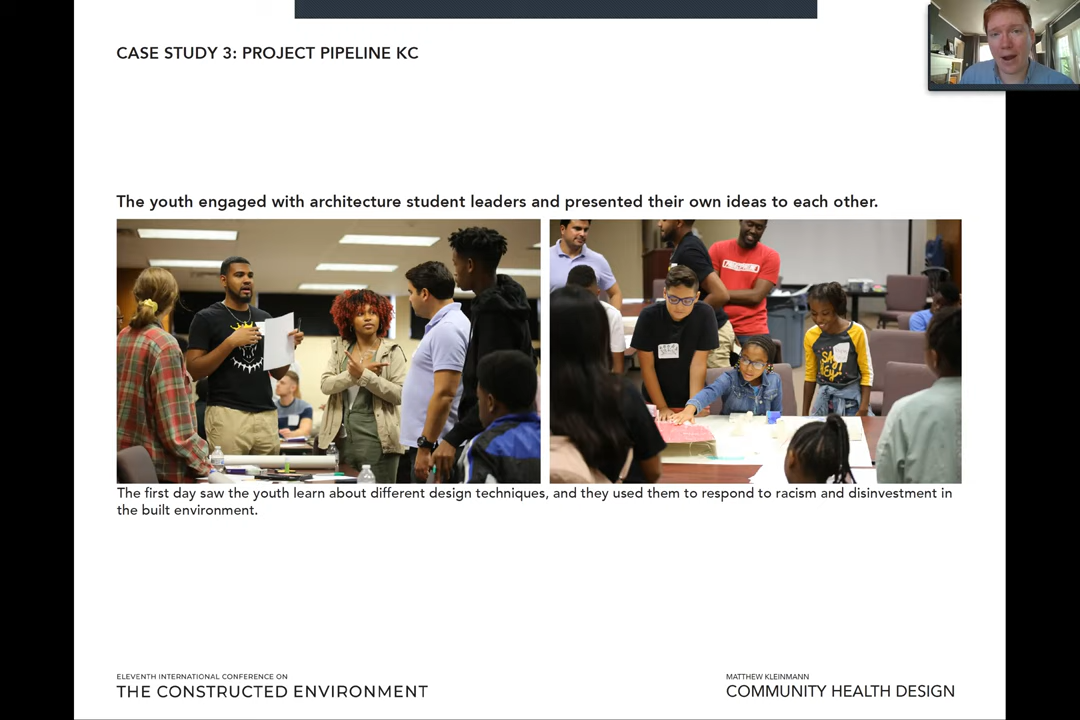 CASE STUDY 3: PROJECT PIPELINE KC
The youth engaged with architecture student leaders and presented their own ideas to each other.
The first day saw the youth learn about different design techniques, and they used them to respond to racism and disinvestment in
the built environment.
ELEVENTH INTERNATIONAL CONFERENCE ON
THE CONSTRUCTED ENVIRONMENT
MATTHEW KLEINMANN
COMMUNITY HEALTH DESIGN